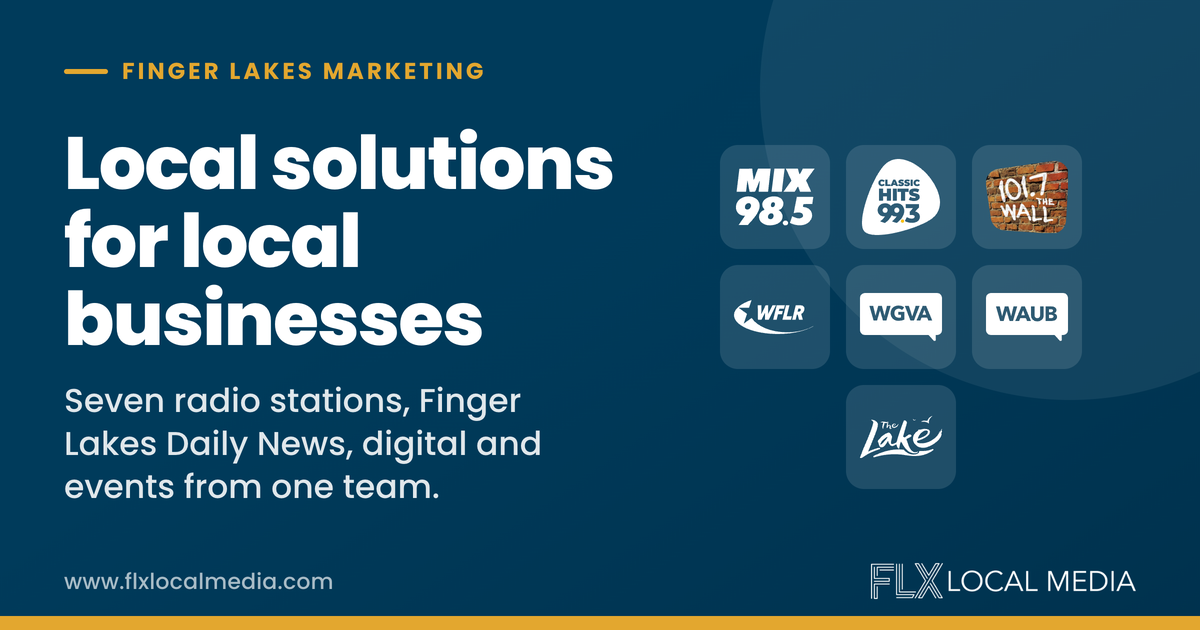 FINGER LAKES MARKETING
Local solutions
for local
businesses
Seven radio stations, Finger
Lakes Daily News, digital and
events from one team.
MIX
98.5
CLASSIC
HITS
99.3
101.7
THE
WALL
WFLR
WGVA
WAUB
The
Lake
www.flxlocalmedia.com
FLX LOCAL MEDIA